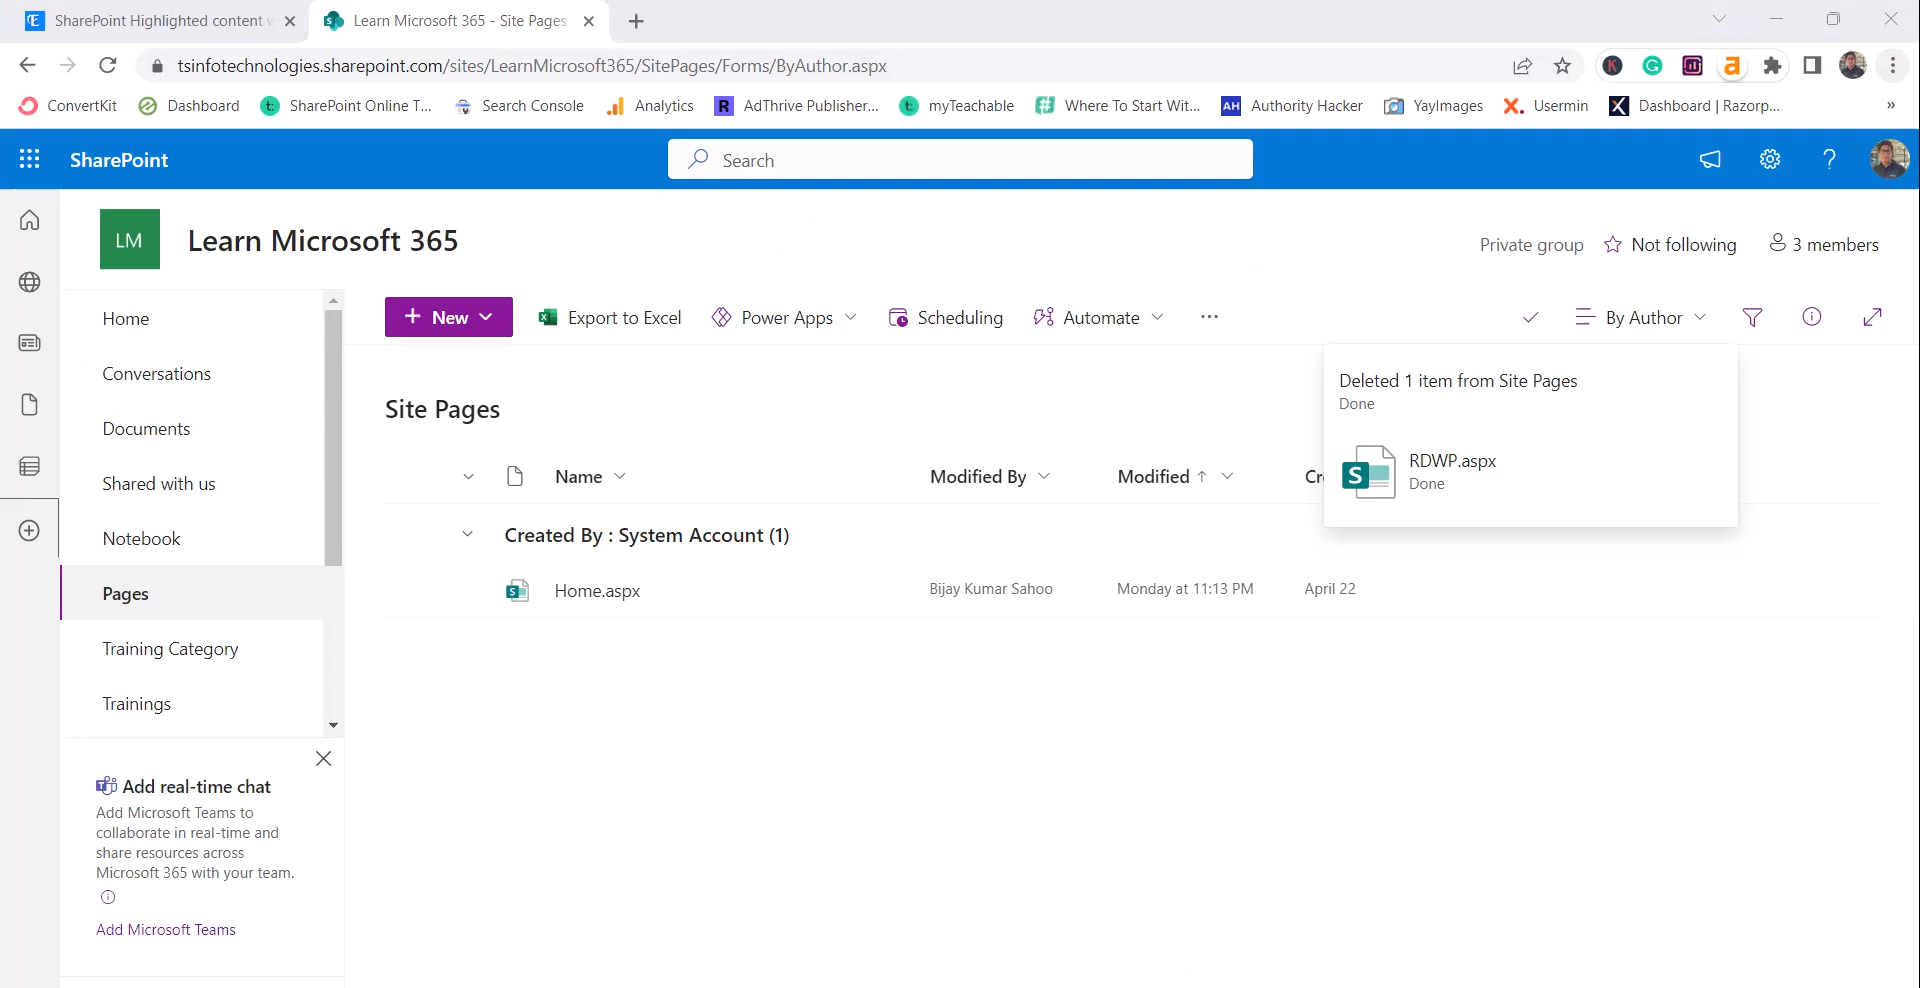 SharePoint Highlighted content
Learn Microsoft 365 - Site Pages
tsinfotechnologies.sharepoint.com/sites/LearnMicrosoft365/SitePages/Forms/ByAuthor.aspx
ConvertKit
Dashboard
SharePoint Online T...
Search Console
Analytics
AdThrive Publisher...
myTeachable
Where To Start Wit...
AH
Authority Hacker
YayImages
Usermin
Dashboard | Razorp...
SharePoint
Search
LM
Learn Microsoft 365
Private group
Not following
3 members
Home
Conversations
Documents
Shared with us
Notebook
Pages
Training Category
Trainings
New
Export to Excel
Power Apps
Scheduling
Automate
By Author
Deleted 1 item from Site Pages
Done
RDWP.aspx
Done
Site Pages
Name
Modified By
Modified
Cr
Created By : System Account (1)
Home.aspx
Bijay Kumar Sahoo
Monday at 11:13 PM
April 22
Add real-time chat
Add Microsoft Teams to
collaborate in real-time and
share resources across
Microsoft 365 with your team.
Add Microsoft Teams